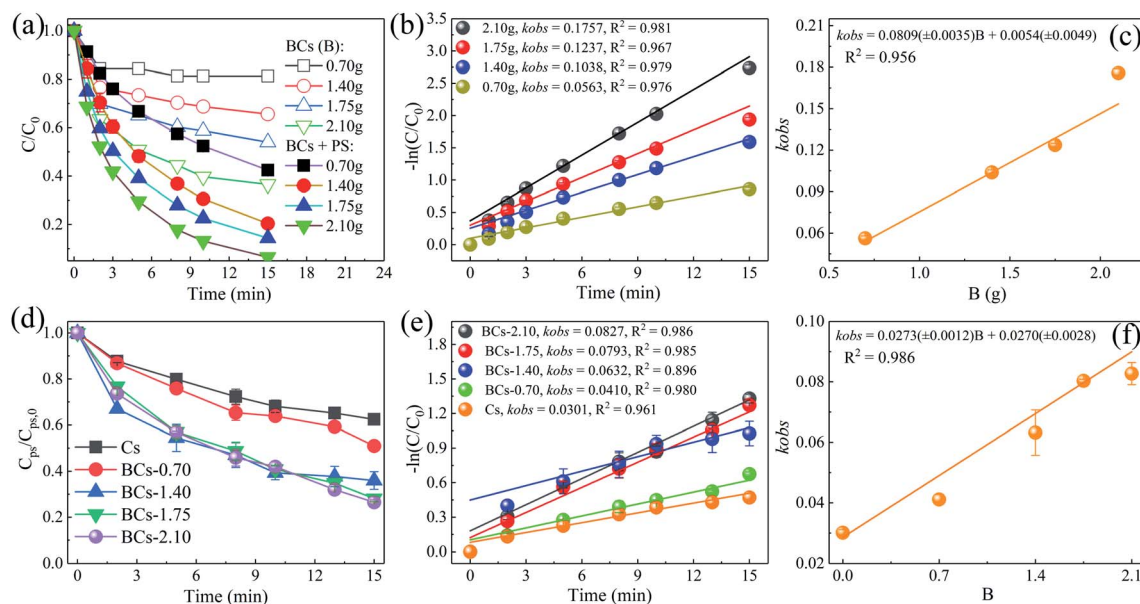 (a)
C/C₀
1.0
0.8
0.6
0.4
0.2
0 3 6 9 12 15 18 21 24
Time (min)
BCs (B):
0.70g
1.40g
1.75g
2.10g
BCs + PS:
0.70g
1.40g
1.75g
2.10g
(b)
-ln(C/C₀)
3.5
3.0
2.5
2.0
1.5
1.0
0.5
0.0
0 3 6 9 12 15
Time (min)
2.10g, kobs = 0.1757, R² = 0.981
1.75g, kobs = 0.1237, R² = 0.967
1.40g, kobs = 0.1038, R² = 0.979
0.70g, kobs = 0.0563, R² = 0.976
(c)
kobs
0.21
0.18
0.15
0.12
0.09
0.06
0.5 1.0 1.5 2.0
B (g)
kobs = 0.0809(±0.0035)B + 0.0054(±0.0049)
R² = 0.956
(d)
Cps/Cps,0
1.0
0.8
0.6
0.4
0.2
0.0
0 3 6 9 12 15
Time (min)
Cs
BCs-0.70
BCs-1.40
BCs-1.75
BCs-2.10
(e)
-ln(C/C₀)
1.8
1.5
1.2
0.9
0.6
0.3
0.0
0 3 6 9 12 15
Time (min)
BCs-2.10, kobs = 0.0827, R² = 0.986
BCs-1.75, kobs = 0.0793, R² = 0.985
BCs-1.40, kobs = 0.0632, R² = 0.896
BCs-0.70, kobs = 0.0410, R² = 0.980
Cs, kobs = 0.0301, R² = 0.961
(f)
kobs
0.10
0.08
0.06
0.04
0.02
0.0 0.7 1.4 2.1
B
kobs = 0.0273(±0.0012)B + 0.0270(±0.0028)
R² = 0.986